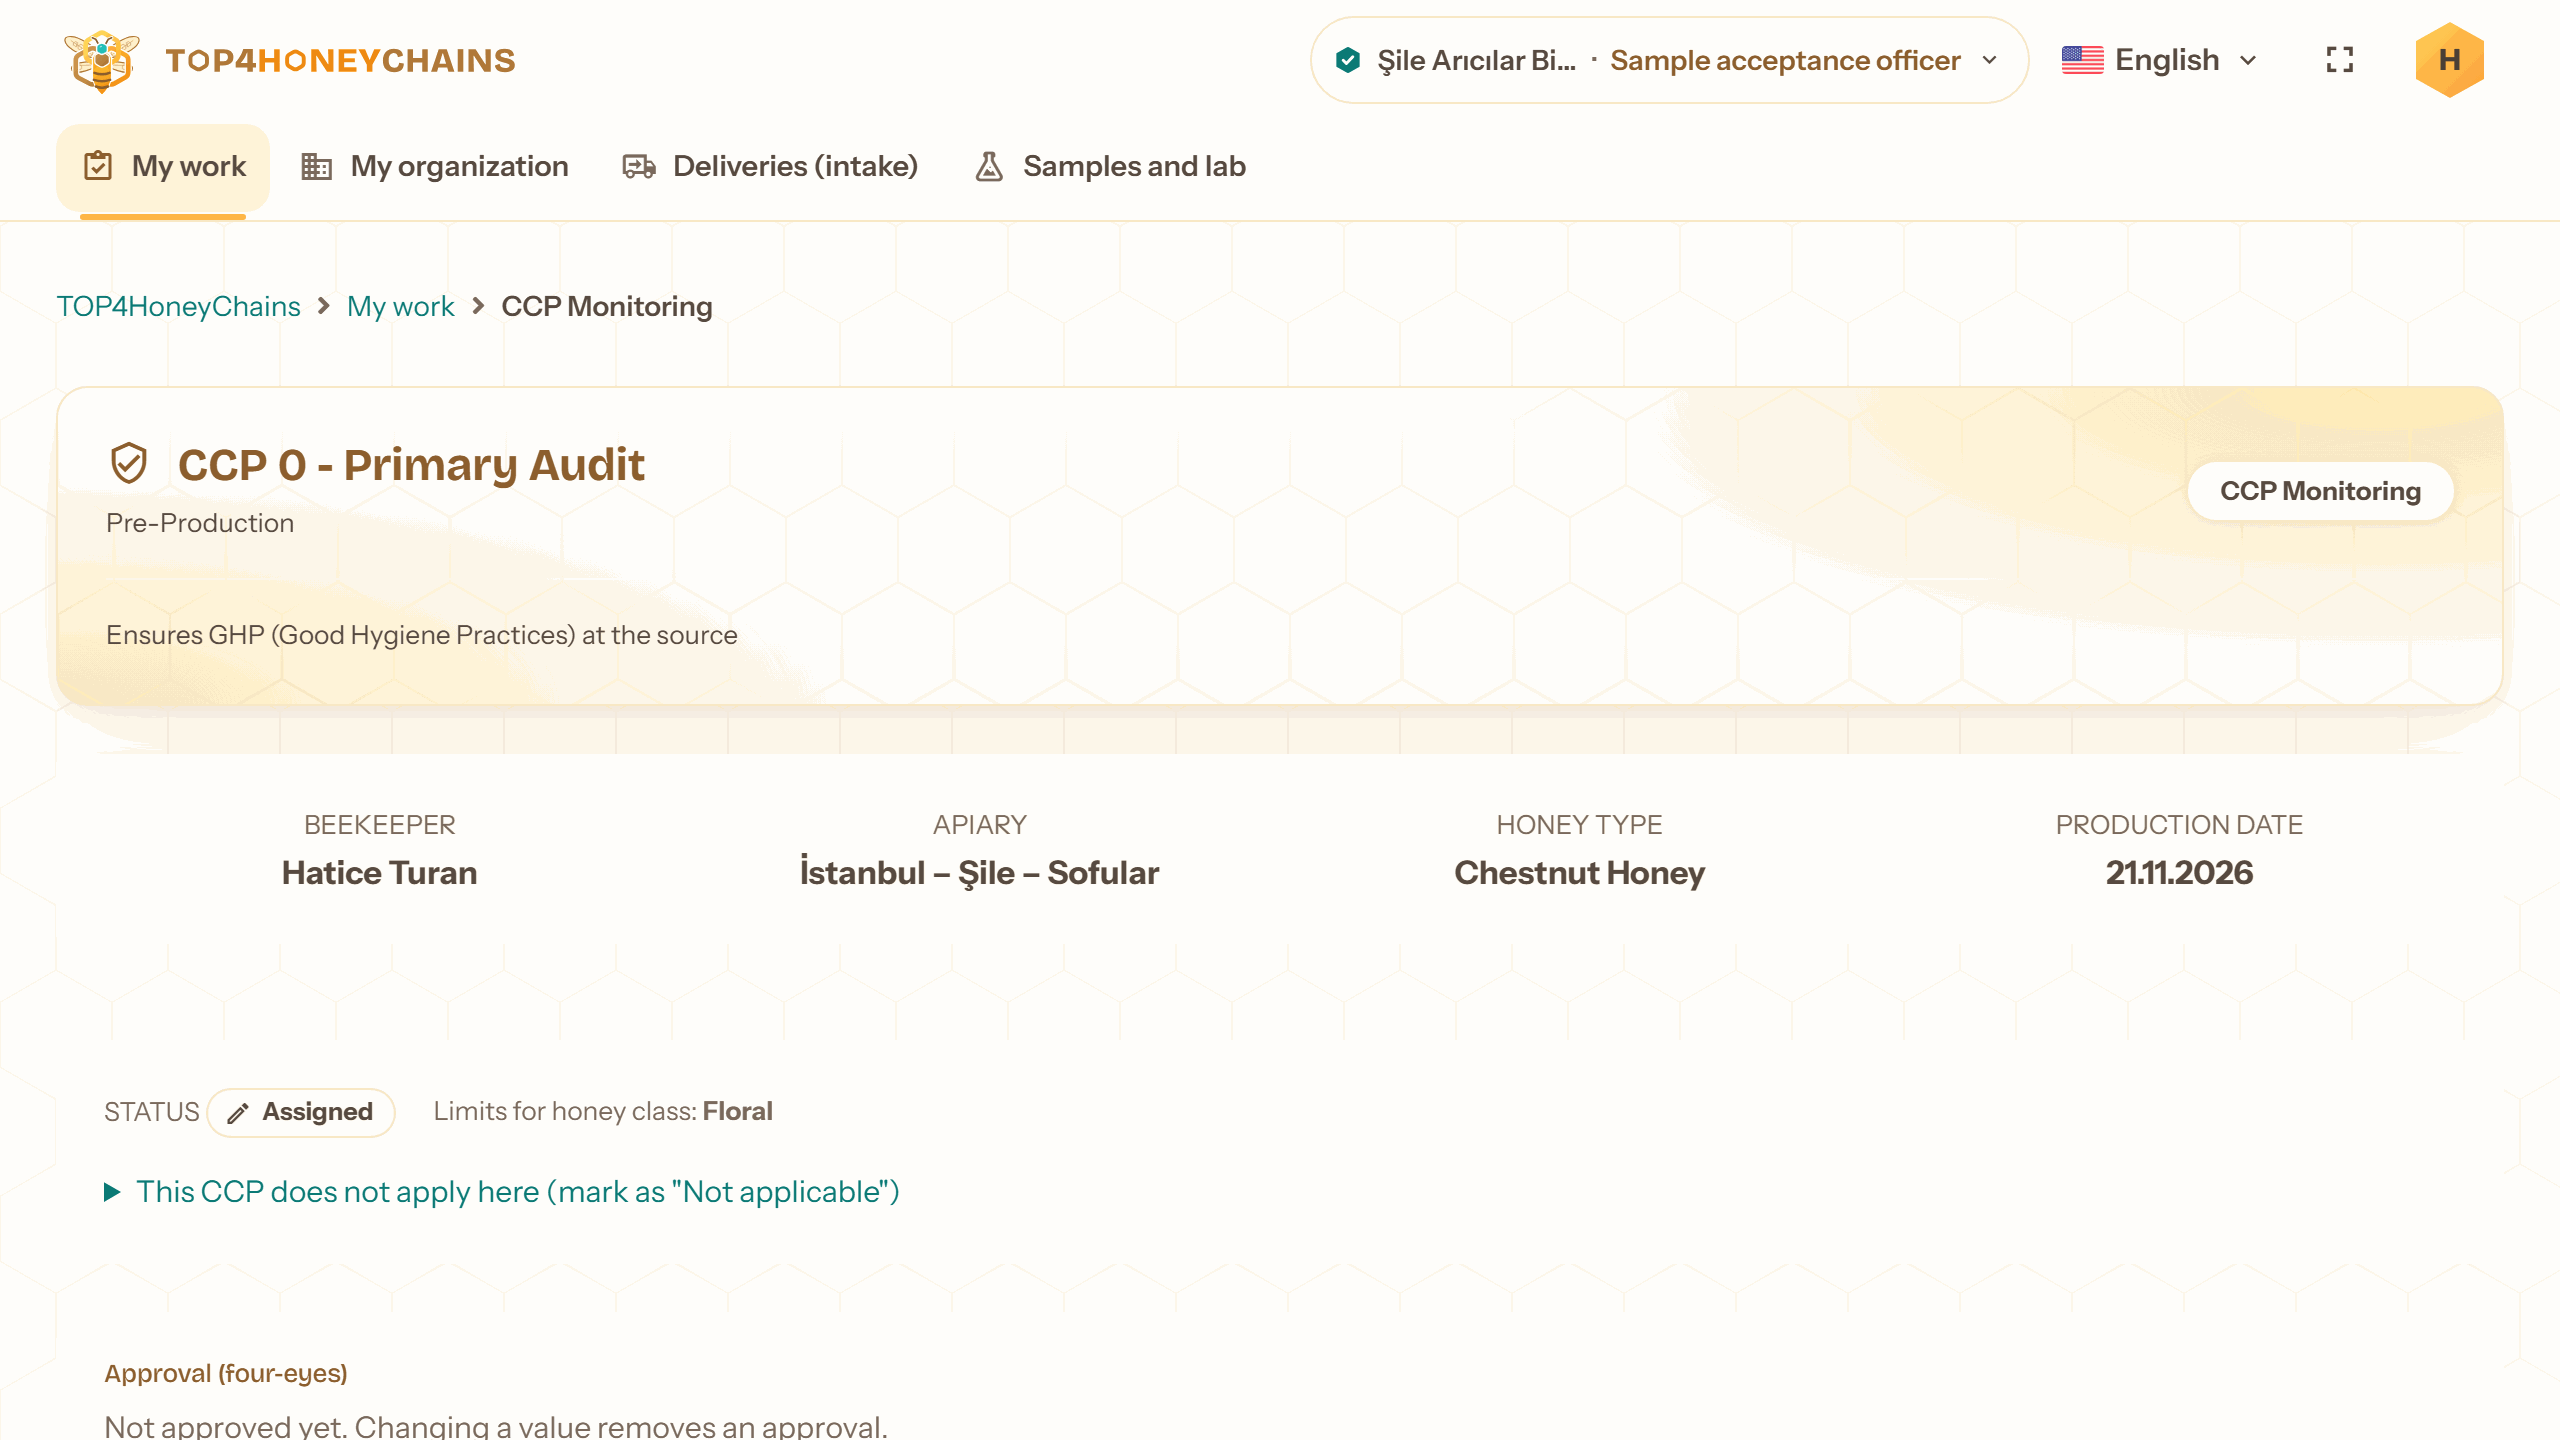 TOP4HONEYCHAINS
Şile Arıcılar Bi... · Sample acceptance officer
English
H
My work
My organization
Deliveries (intake)
Samples and lab
TOP4HoneyChains > My work > CCP Monitoring
CCP 0 - Primary Audit
Pre-Production
CCP Monitoring
Ensures GHP (Good Hygiene Practices) at the source
BEEKEEPER
Hatice Turan
APIARY
İstanbul – Şile – Sofular
HONEY TYPE
Chestnut Honey
PRODUCTION DATE
21.11.2026
STATUS Assigned Limits for honey class: Floral
This CCP does not apply here (mark as "Not applicable")
Approval (four-eyes)
Not approved yet. Changing a value removes an approval.